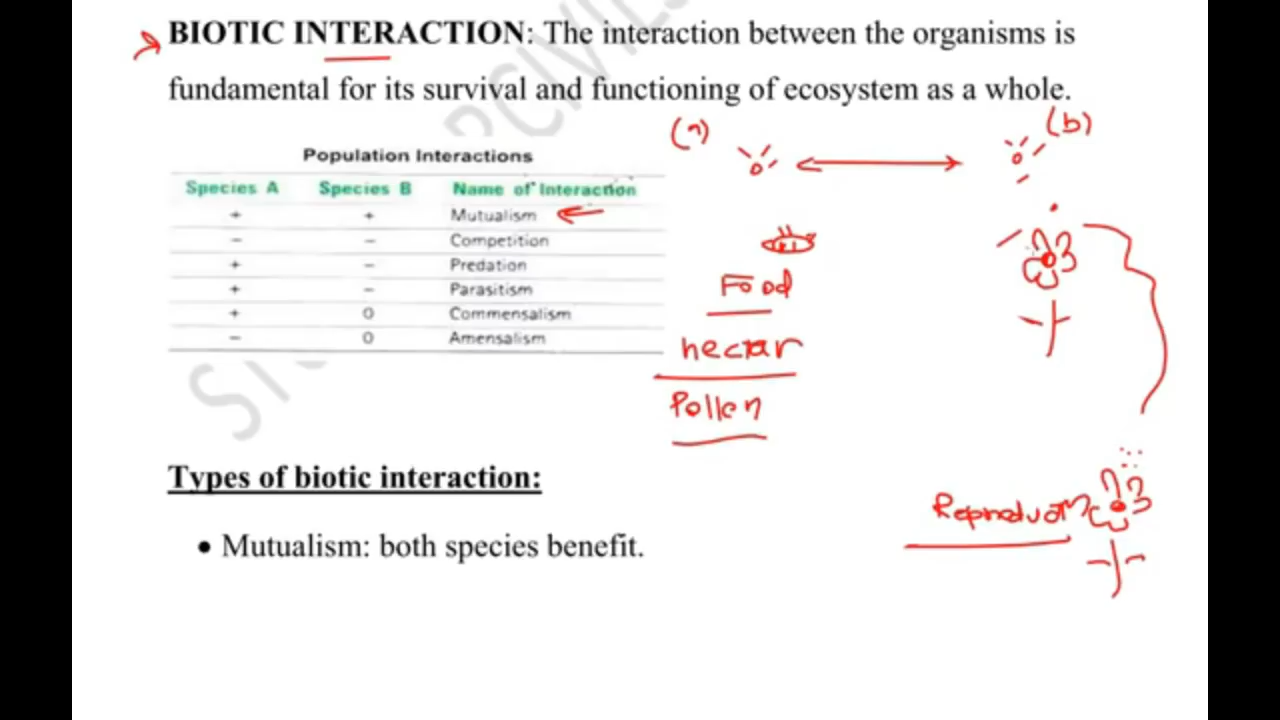 BIOTIC INTERACTION: The interaction between the organisms is
fundamental for its survival and functioning of ecosystem as a whole.
(a)
(b)
Population Interactions
Species A Species B Name of Interaction
+ + Mutualism
- - Competition
+ - Predation
+ - Parasitism
+ 0 Commensalism
- 0 Amensalism
Food
nectar
Pollen
Types of biotic interaction:
• Mutualism: both species benefit.